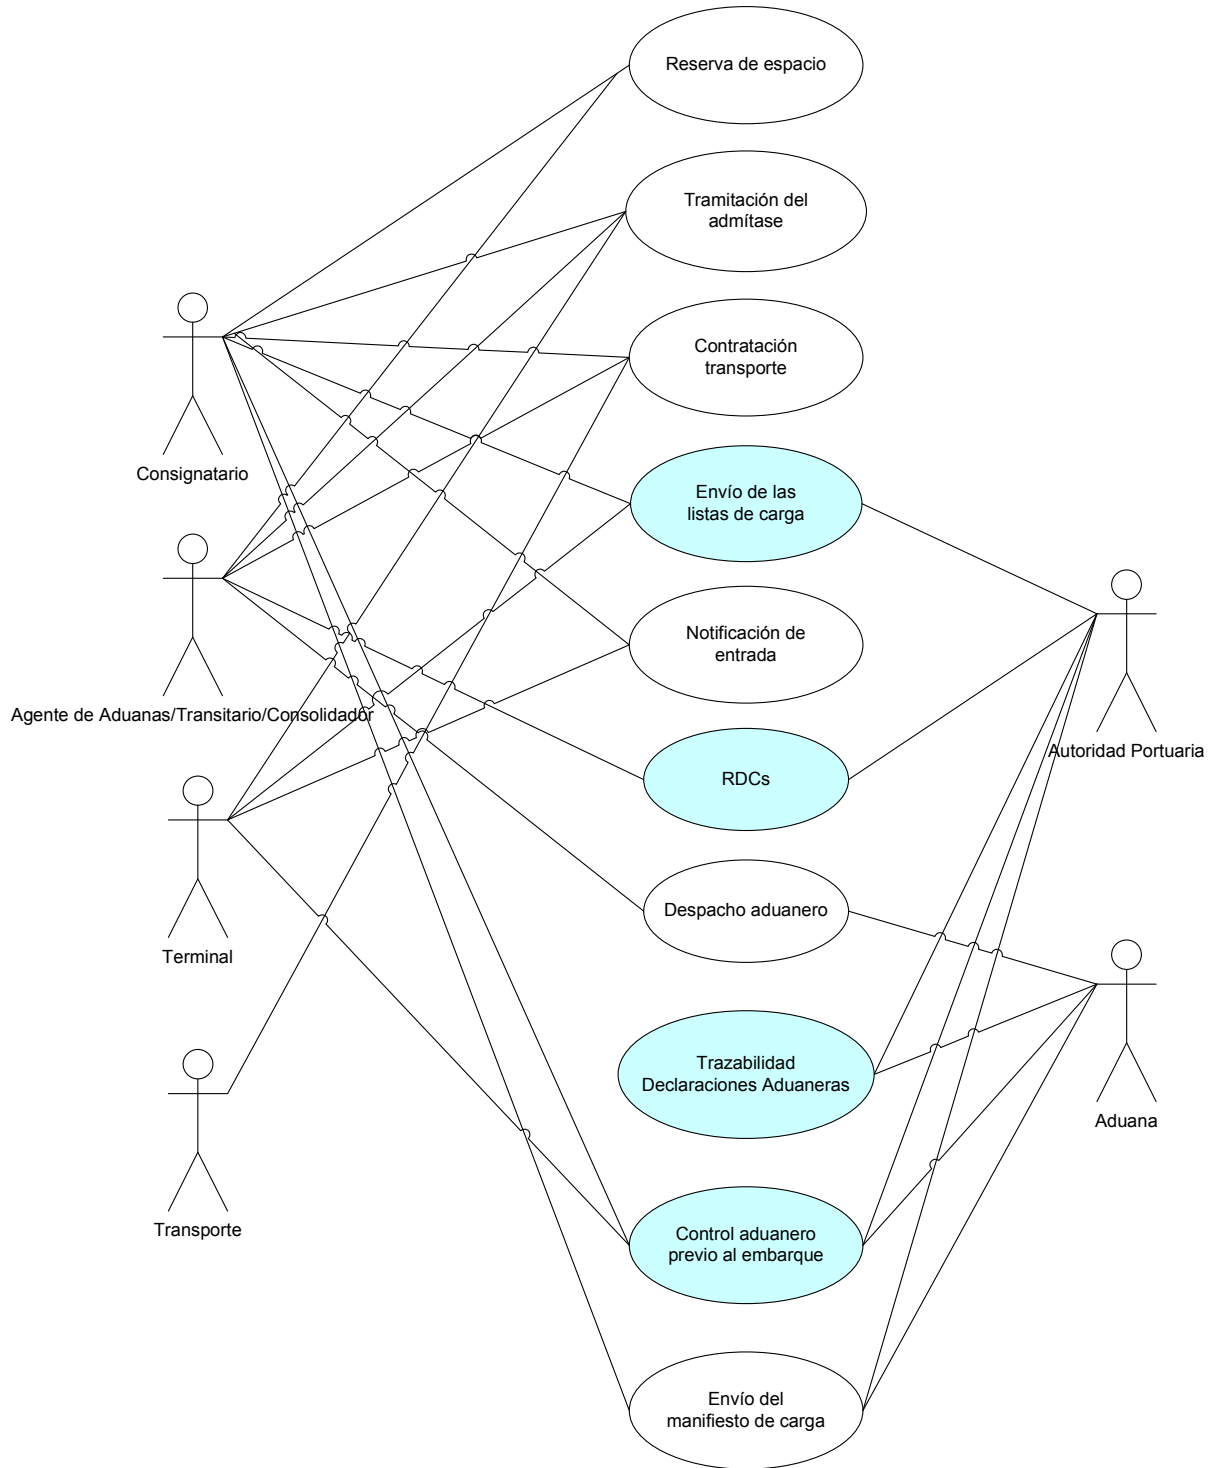 Reserva de espacio
Tramitación del
admítase
Contratación
transporte
Consignatario
Envío de las
listas de carga
Notificación de
entrada
Agente de Aduanas/Transitario/Consolidador
Autoridad Portuaria
RDCs
Despacho aduanero
Terminal
Trazabilidad
Declaraciones Aduaneras
Aduana
Transporte
Control aduanero
previo al embarque
Envío del
manifiesto de carga